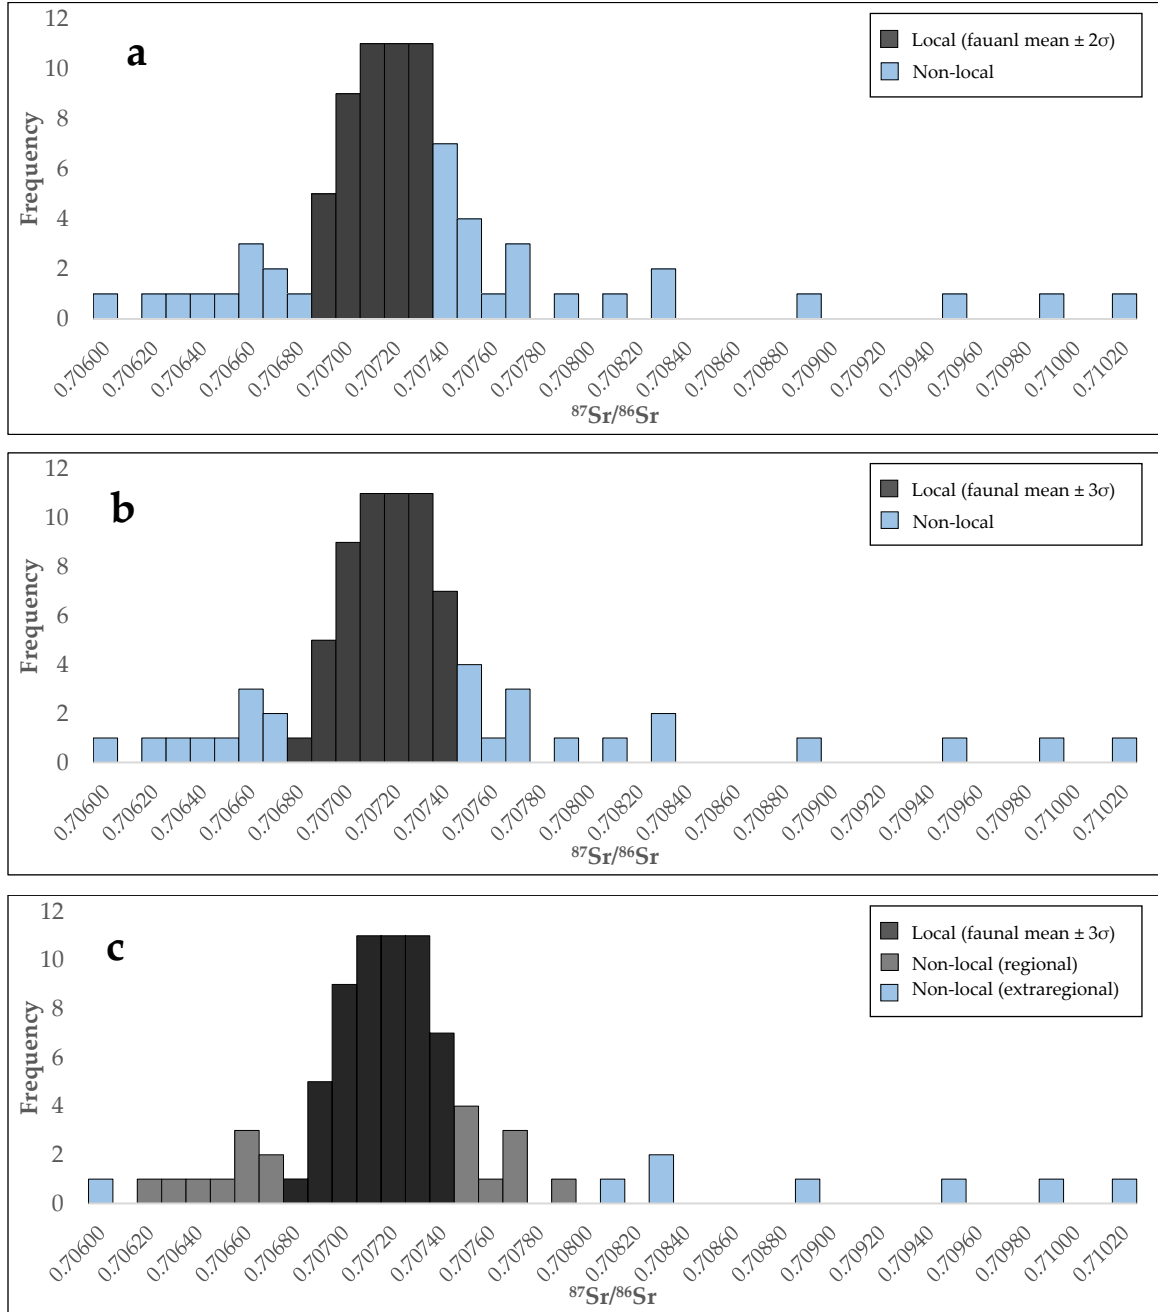 a
Local (fauanl mean ± 2σ)
Non-local
Frequency
12
10
8
6
4
2
0
0.70600 0.70620 0.70640 0.70660 0.70680 0.70700 0.70720 0.70740 0.70760 0.70780 0.70800 0.70820 0.70840 0.70860 0.70880 0.70900 0.70920 0.70940 0.70960 0.70980 0.71000 0.71020
⁸⁷Sr/⁸⁶Sr
b
Local (faunal mean ± 3σ)
Non-local
Frequency
12
10
8
6
4
2
0
0.70600 0.70620 0.70640 0.70660 0.70680 0.70700 0.70720 0.70740 0.70760 0.70780 0.70800 0.70820 0.70840 0.70860 0.70880 0.70900 0.70920 0.70940 0.70960 0.70980 0.71000 0.71020
⁸⁷Sr/⁸⁶Sr
c
Local (faunal mean ± 3σ)
Non-local (regional)
Non-local (extraregional)
Frequency
12
10
8
6
4
2
0
0.70600 0.70620 0.70640 0.70660 0.70680 0.70700 0.70720 0.70740 0.70760 0.70780 0.70800 0.70820 0.70840 0.70860 0.70880 0.70900 0.70920 0.70940 0.70960 0.70980 0.71000 0.71020
⁸⁷Sr/⁸⁶Sr